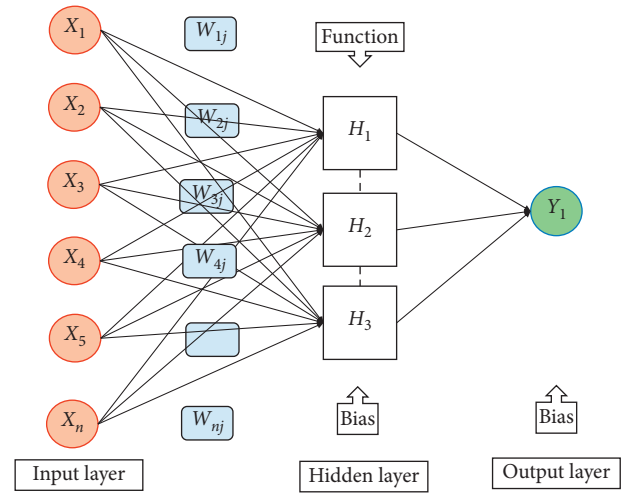 X1
W1j
Function
X2
W2j
H1
X3
W3j
Y1
X4
W4j
H2
X5
H3
Xn
Wnj
Bias
Bias
Input layer
Hidden layer
Output layer